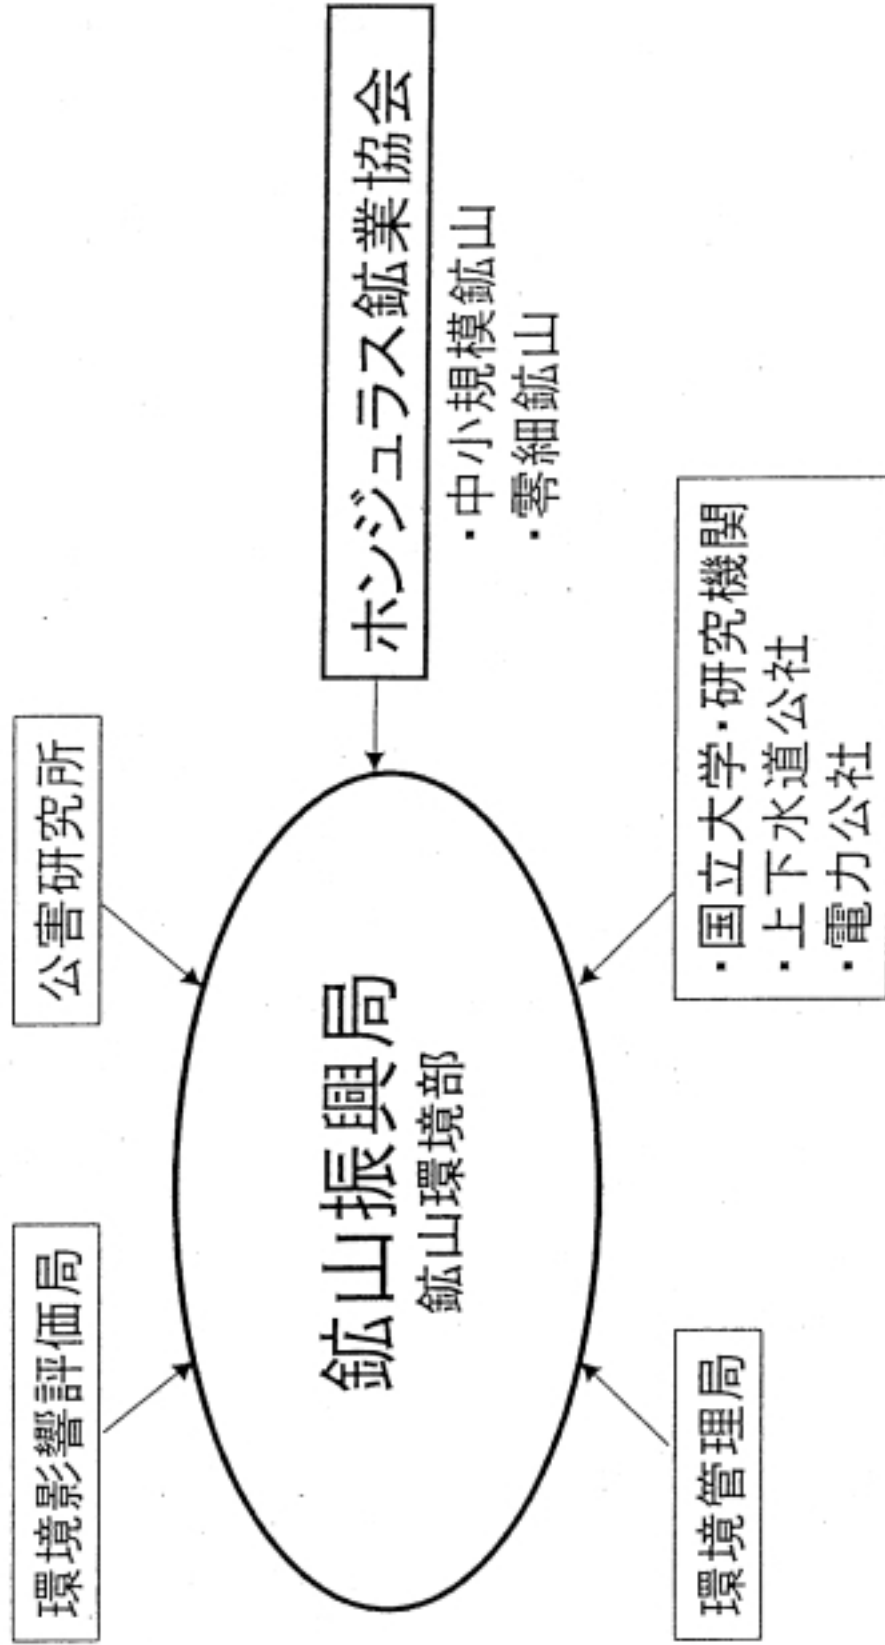 環境影響評価局
公害研究所
鉱山振興局
鉱山環境部
ホンジュラス鉱業協会
・中小規模鉱山
・零細鉱山
環境管理局
・国立大学・研究機関
・上下水道公社
・電力公社